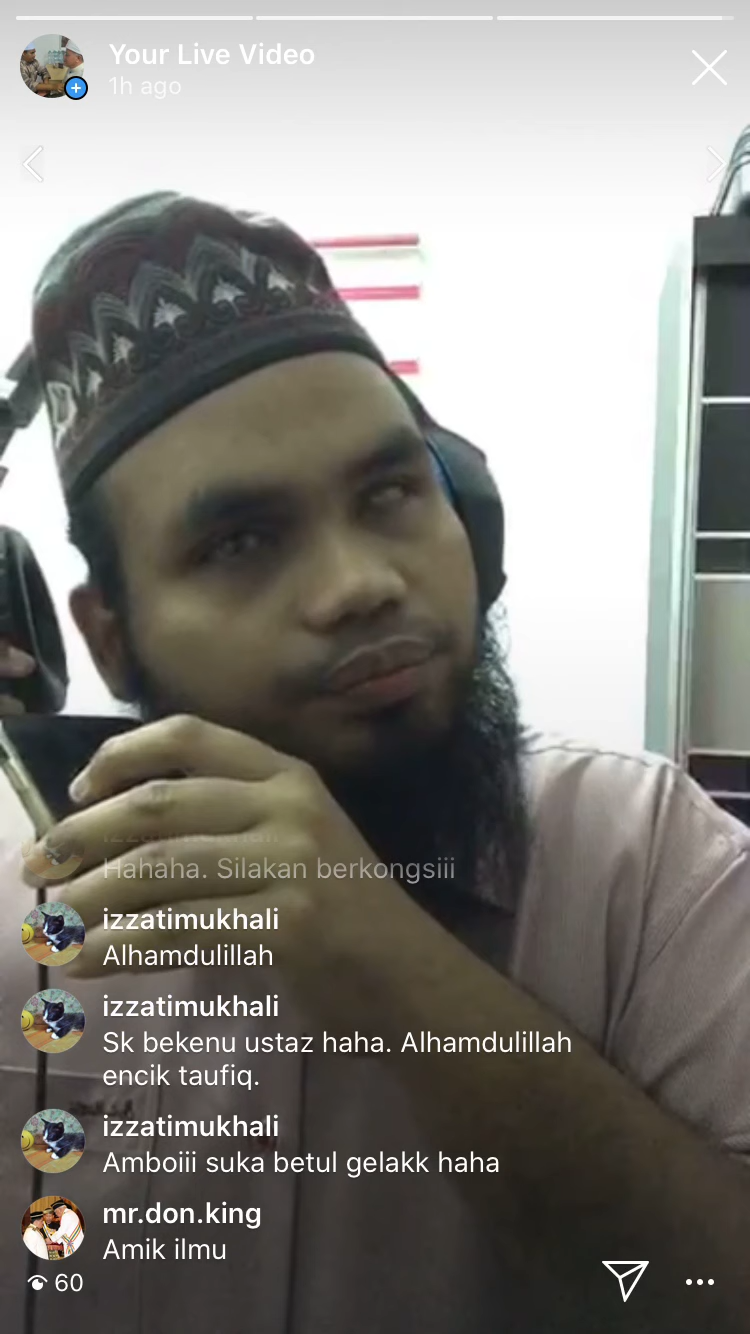 Your Live Video
1h ago
izzatimukhali
Hahaha. Silakan berkongsiii
izzatimukhali
Alhamdulillah
izzatimukhali
Sk bekenu ustaz haha. Alhamdulillah
encik taufiq.
izzatimukhali
Amboiii suka betul gelakk haha
mr.don.king
Amik ilmu
60